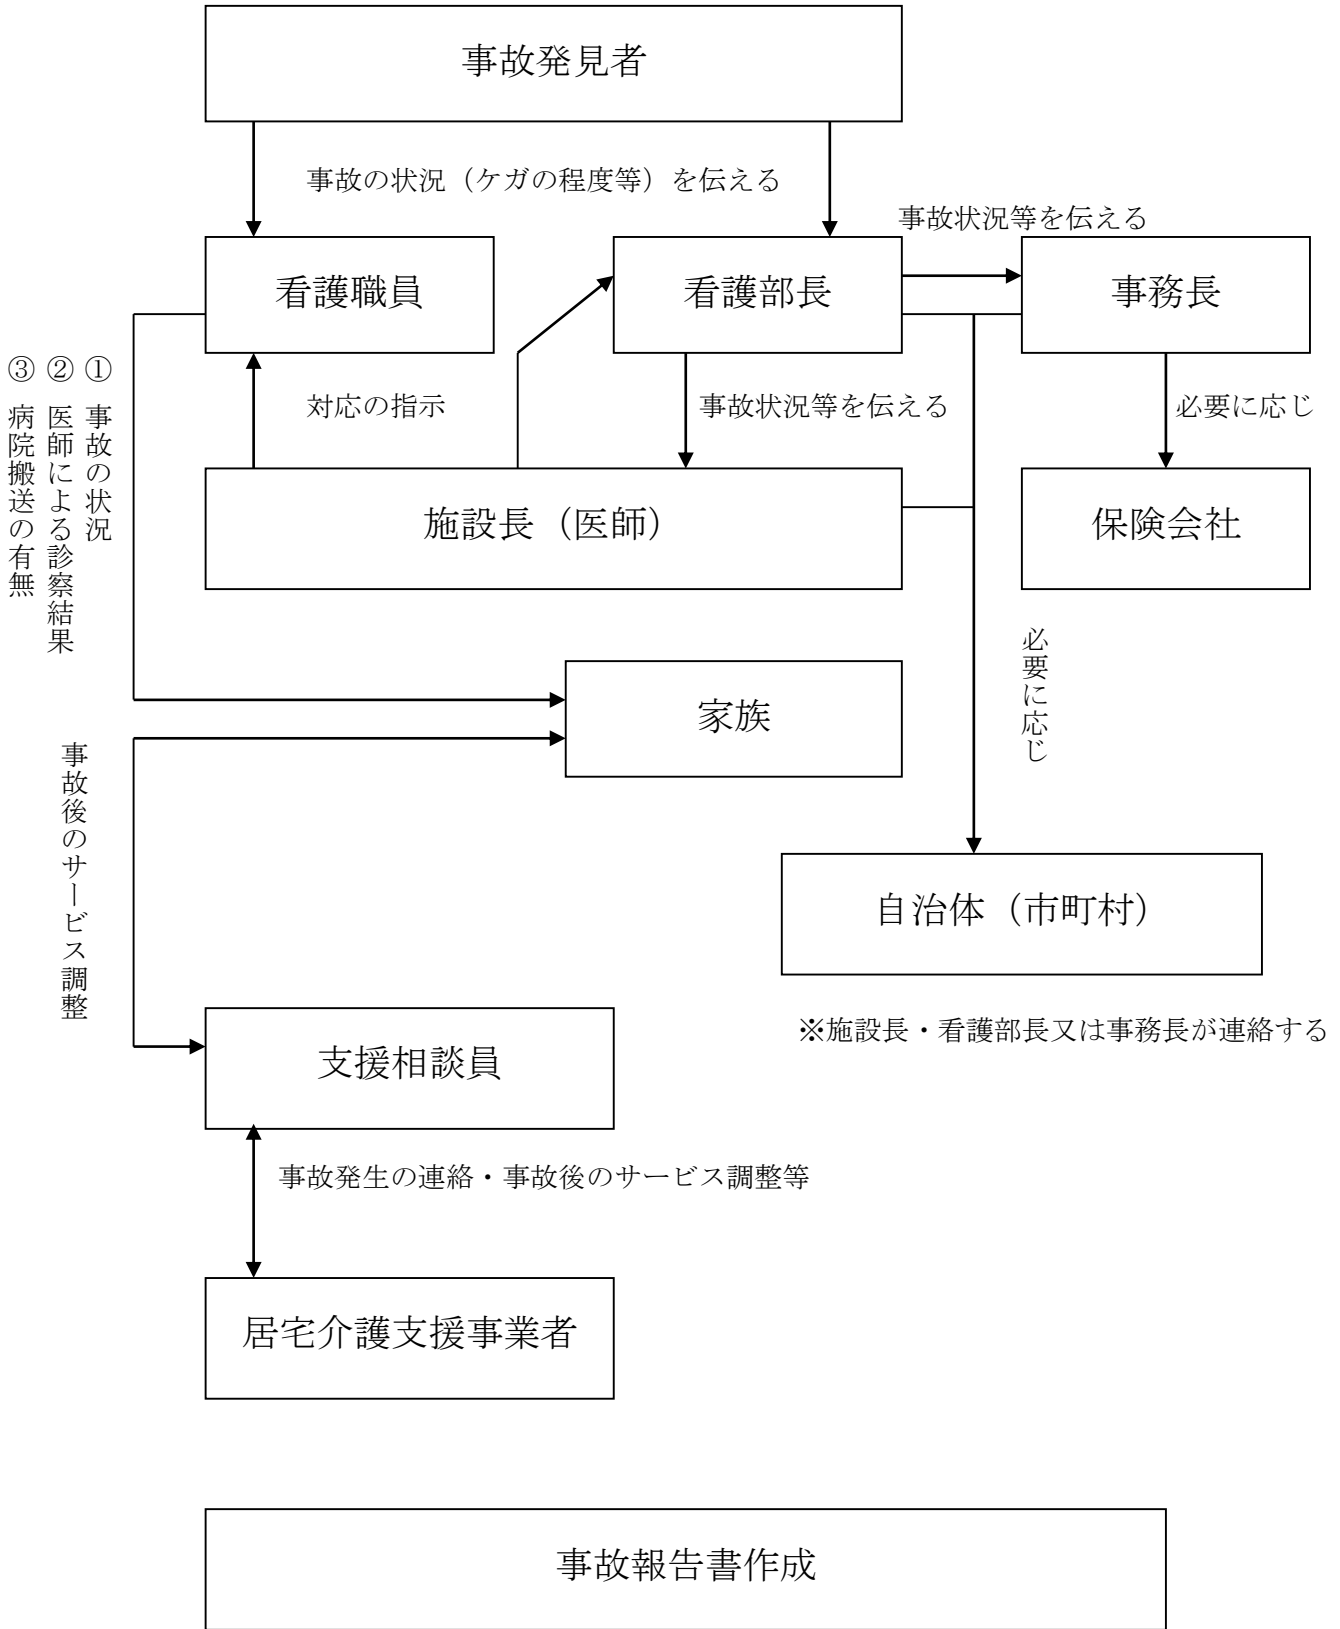 事故発見者
事故の状況（ケガの程度等）を伝える
事故状況等を伝える
看護職員
看護部長
事務長
① 事故の状況
② 医師による診察結果
③ 病院搬送の有無
対応の指示
事故状況等を伝える
必要に応じ
施設長（医師）
保険会社
必要に応じ
家族
事故後のサービス調整
自治体（市町村）
※施設長・看護部長又は事務長が連絡する
支援相談員
事故発生の連絡・事故後のサービス調整等
居宅介護支援事業者
事故報告書作成